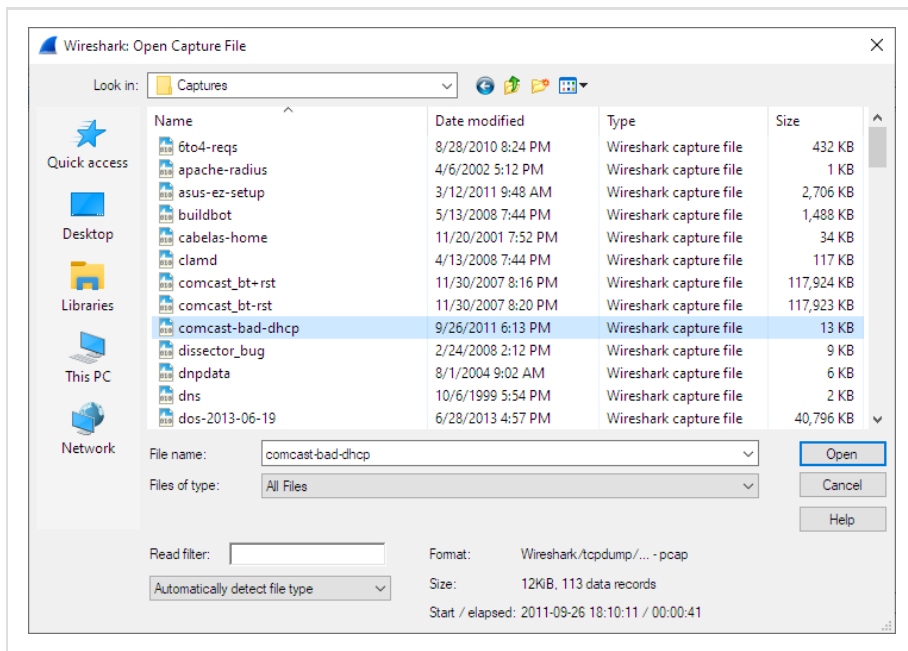 Wireshark: Open Capture File
Look in: Captures
Name Date modified Type Size
6to4-reqs 8/28/2010 8:24 PM Wireshark capture file 432 KB
apache-radius 4/6/2002 5:12 PM Wireshark capture file 1 KB
asus-ez-setup 3/12/2011 9:48 AM Wireshark capture file 2,706 KB
buildbot 5/13/2008 7:44 PM Wireshark capture file 1,488 KB
cabelas-home 11/20/2001 7:52 PM Wireshark capture file 34 KB
clamd 4/13/2008 7:44 PM Wireshark capture file 117 KB
comcast_bt+rst 11/30/2007 8:16 PM Wireshark capture file 117,924 KB
comcast_bt-rst 11/30/2007 8:20 PM Wireshark capture file 117,923 KB
comcast-bad-dhcp 9/26/2011 6:13 PM Wireshark capture file 13 KB
dissector_bug 2/24/2008 2:12 PM Wireshark capture file 9 KB
dnpdata 8/1/2004 9:02 AM Wireshark capture file 6 KB
dns 10/6/1999 5:54 PM Wireshark capture file 2 KB
dos-2013-06-19 6/28/2013 4:57 PM Wireshark capture file 40,796 KB
Quick access
Desktop
Libraries
This PC
Network
File name: comcast-bad-dhcp Open
Files of type: All Files Cancel
Help
Read filter: Format: Wireshark/tcpdump/... - pcap
Automatically detect file type Size: 12KiB, 113 data records
Start / elapsed: 2011-09-26 18:10:11 / 00:00:41